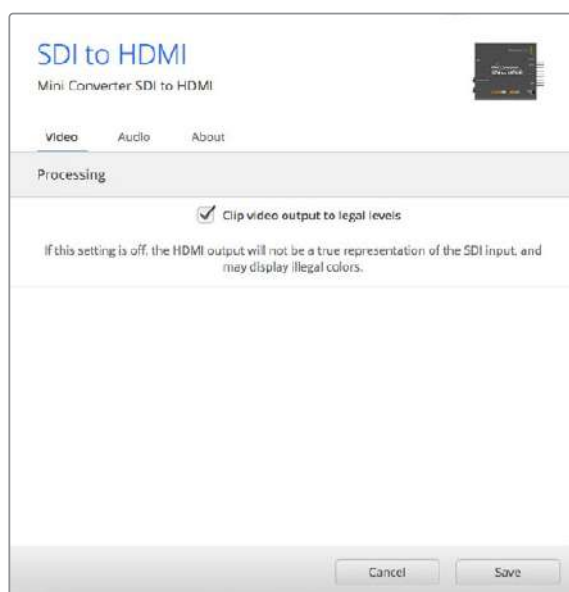 SDI to HDMI
Mini Converter SDI to HDMI
Video Audio About
Processing
Clip video output to legal levels
If this setting is off, the HDMI output will not be a true representation of the SDI input, and
may display illegal colors.
Cancel Save